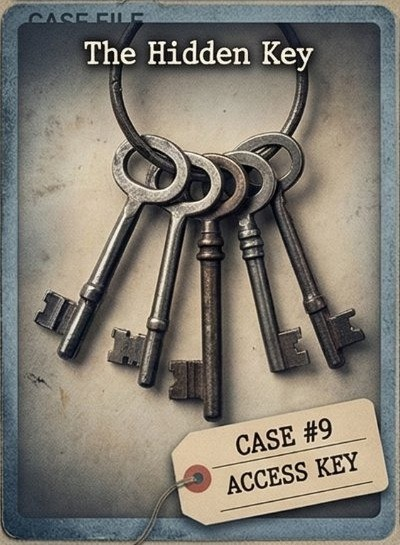 CASE FILE
The Hidden Key
CASE #9
ACCESS KEY